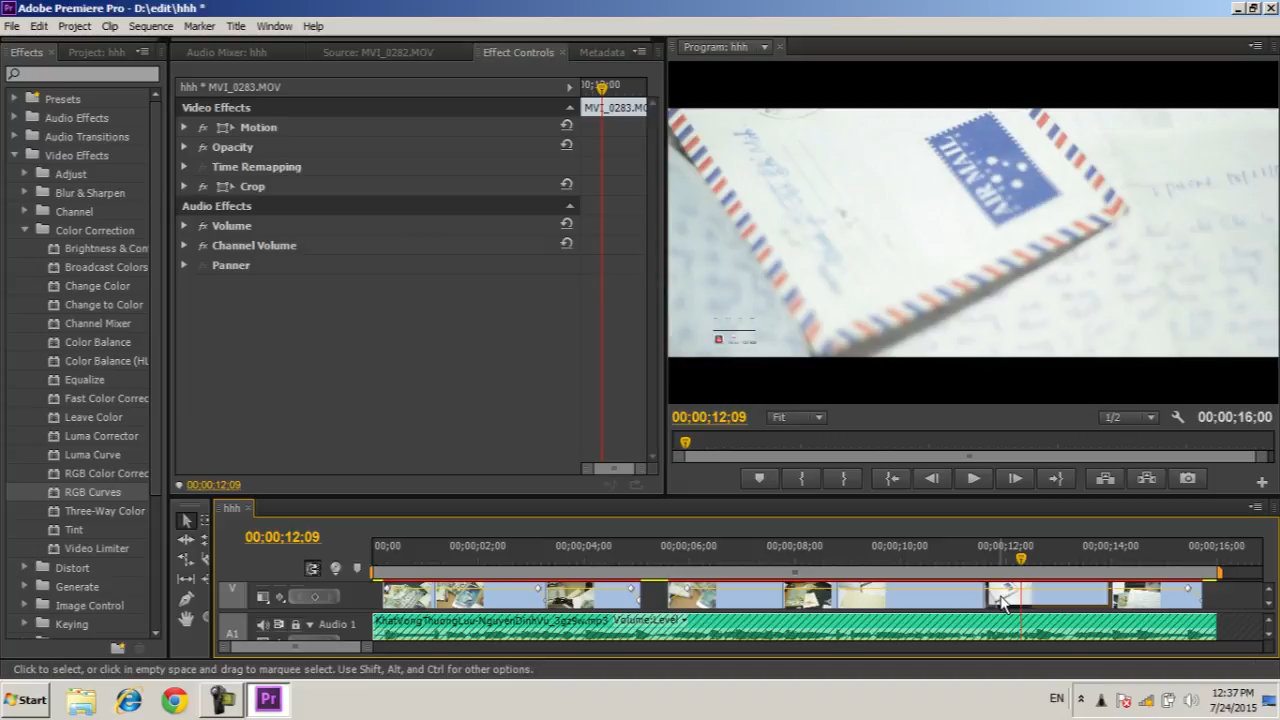 Adobe Premiere Pro - D:\edit\hhh *
File Edit Project Clip Sequence Marker Title Window Help
Effects Project: hhh Audio Mixer: hhh Source: MVI_0282.MOV Effect Controls Metadata Program: hhh
hhh * MVI_0283.MOV
MVI_0283.MO
Video Effects
Motion
Opacity
Time Remapping
Crop
Audio Effects
Volume
Channel Volume
Panner
00;00;12;09
Presets
Audio Effects
Audio Transitions
Video Effects
Adjust
Blur & Sharpen
Channel
Color Correction
Brightness & Con
Broadcast Colors
Change Color
Change to Color
Channel Mixer
Color Balance
Color Balance (HL
Equalize
Fast Color Correc
Leave Color
Luma Corrector
Luma Curve
RGB Color Correc
RGB Curves
Three-Way Color
Tint
Video Limiter
Distort
Generate
Image Control
Keying
AIR MAIL
00;00;12;09 Fit 1/2 00;00;16;00
hhh
00;00;12;09
00;00 00;00;02;00 00;00;04;00 00;00;06;00 00;00;08;00 00;00;10;00 00;00;12;00 00;00;14;00 00;00;16;00
V
A1 Audio 1 KhatVongThuongLuu-NguyenDinhVu_3gz9w.mp3 Volume:Level
Click to select, or click in empty space and drag to marquee select. Use Shift, Alt, and Ctrl for other options.
Start EN 12:37 PM
7/24/2015